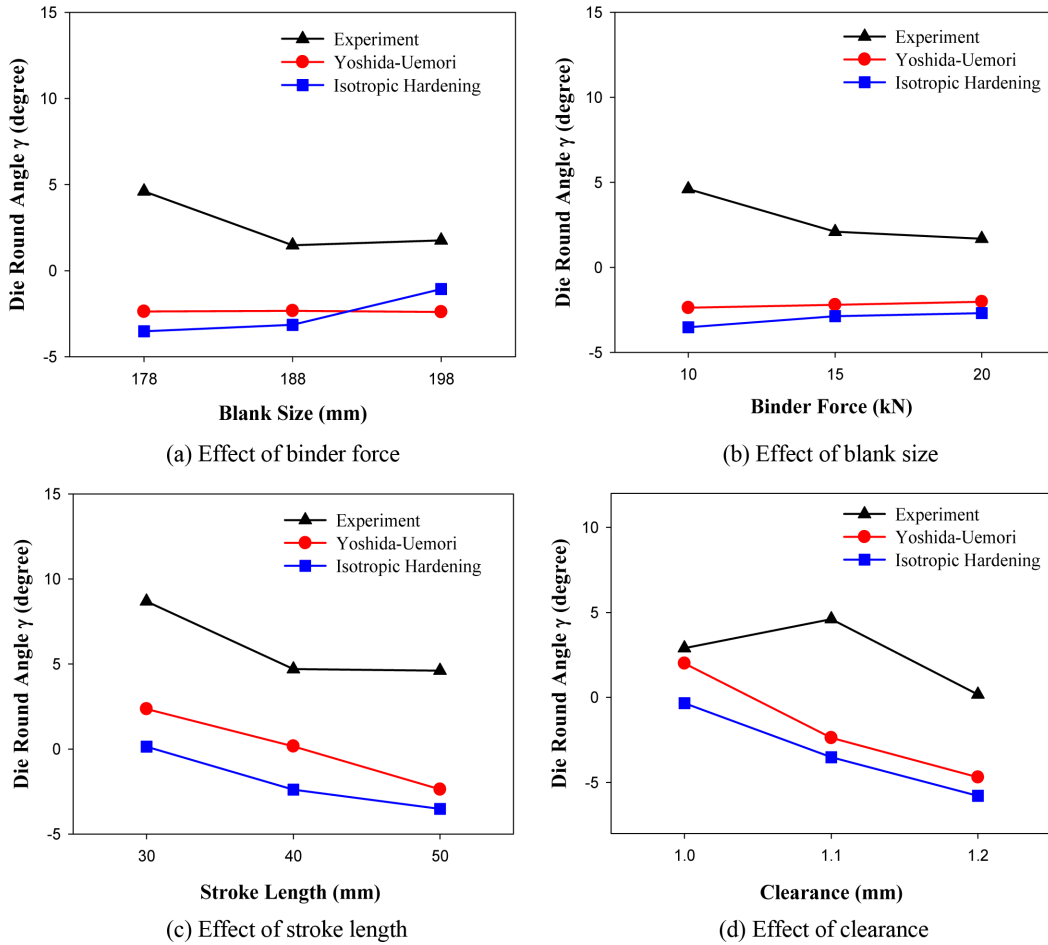 Die Round Angle γ (degree)
15
10
5
0
-5
Experiment
Yoshida-Uemori
Isotropic Hardening
178
188
198
Blank Size (mm)
(a) Effect of binder force
Die Round Angle γ (degree)
15
10
5
0
-5
Experiment
Yoshida-Uemori
Isotropic Hardening
10
15
20
Binder Force (kN)
(b) Effect of blank size
Die Round Angle γ (degree)
15
10
5
0
-5
Experiment
Yoshida-Uemori
Isotropic Hardening
30
40
50
Stroke Length (mm)
(c) Effect of stroke length
Die Round Angle γ (degree)
10
5
0
-5
Experiment
Yoshida-Uemori
Isotropic Hardening
1.0
1.1
1.2
Clearance (mm)
(d) Effect of clearance